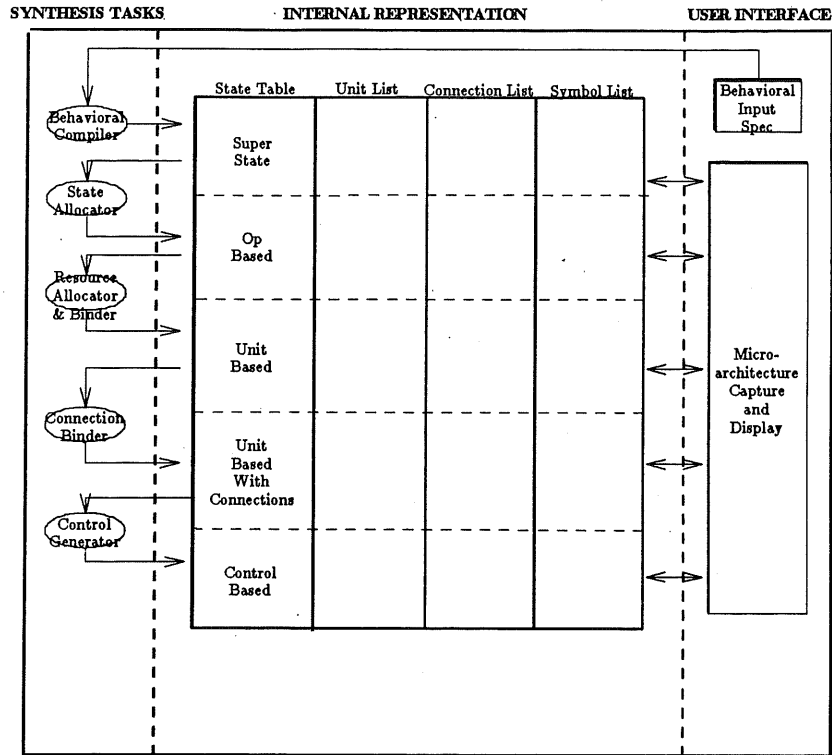 SYNTHESIS TASKS
INTERNAL REPRESENTATION
USER INTERFACE
State Table
Unit List
Connection List
Symbol List
Behavioral
Compiler
State
Allocator
Resource
Allocator
& Binder
Connection
Binder
Control
Generator
Super
State
Op
Based
Unit
Based
Unit
Based
With
Connections
Control
Based
Behavioral
Input
Spec
Micro-
architecture
Capture
and
Display